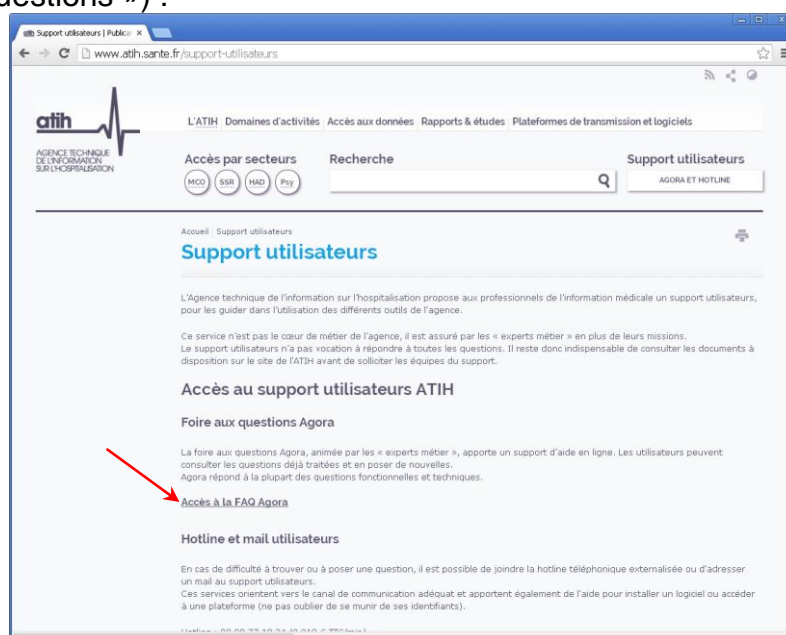 estions ») :
atih Support utilisateurs | Public
www.atih.sante.fr/support-utilisateurs
atih
AGENCE TECHNIQUE
DE L'INFORMATION
SUR L'HOSPITALISATION
L'ATIH Domaines d'activités Accès aux données Rapports & études Plateformes de transmission et logiciels
Accès par secteurs
MCO SSR HAD Psy
Recherche
Support utilisateurs
AGORA ET HOTLINE
Accueil Support utilisateurs
Support utilisateurs
L'Agence technique de l'information sur l'hospitalisation propose aux professionnels de l'information médicale un support utilisateurs,
pour les guider dans l'utilisation des différents outils de l'agence.
Ce service n'est pas le cœur de métier de l'agence, il est assuré par les « experts métier » en plus de leurs missions.
Le support utilisateurs n'a pas vocation à répondre à toutes les questions. Il reste donc indispensable de consulter les documents à
disposition sur le site de l'ATIH avant de solliciter les équipes du support.
Accès au support utilisateurs ATIH
Foire aux questions Agora
La foire aux questions Agora, animée par les « experts métier », apporte un support d'aide en ligne. Les utilisateurs peuvent
consulter les questions déjà traitées et en poser de nouvelles.
Agora répond à la plupart des questions fonctionnelles et techniques.
Accès à la FAQ Agora
Hotline et mail utilisateurs
En cas de difficulté à trouver ou à poser une question, il est possible de joindre la hotline téléphonique externalisée ou d'adresser
un mail au support utilisateurs.
Ces services orientent vers le canal de communication adéquat et apportent également de l'aide pour installer un logiciel ou accéder
à une plateforme (ne pas oublier de se munir de ses identifiants).